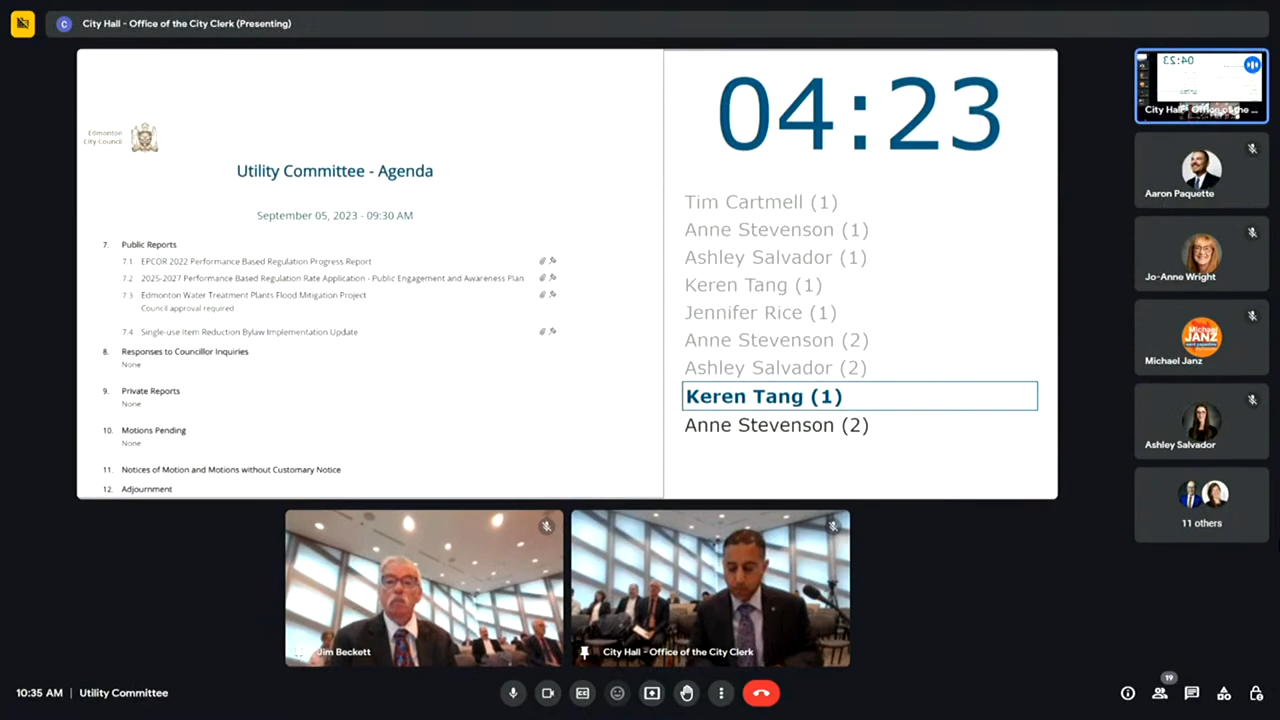 City Hall - Office of the City Clerk (Presenting)
C
Edmonton
City Council
Utility Committee - Agenda
September 05, 2023 - 09:30 AM
7. Public Reports
7.1 EPCOR 2022 Performance Based Regulation Progress Report
7.2 2025-2027 Performance Based Regulation Rate Application - Public Engagement and Awareness Plan
7.3 Edmonton Water Treatment Plants Flood Mitigation Project
Council approval required
7.4 Single-use Item Reduction Bylaw Implementation Update
8. Responses to Councillor Inquiries
None
9. Private Reports
None
10. Motions Pending
None
11. Notices of Motion and Motions without Customary Notice
12. Adjournment
04:23
Tim Cartmell (1)
Anne Stevenson (1)
Ashley Salvador (1)
Keren Tang (1)
Jennifer Rice (1)
Anne Stevenson (2)
Ashley Salvador (2)
Keren Tang (1)
Anne Stevenson (2)
04:23
City Hall - Office of the ...
Aaron Paquette
Jo-Anne Wright
Michael
JANZ
Michael Janz
Ashley Salvador
11 others
Jim Beckett
City Hall - Office of the City Clerk
10:35 AM | Utility Committee
19